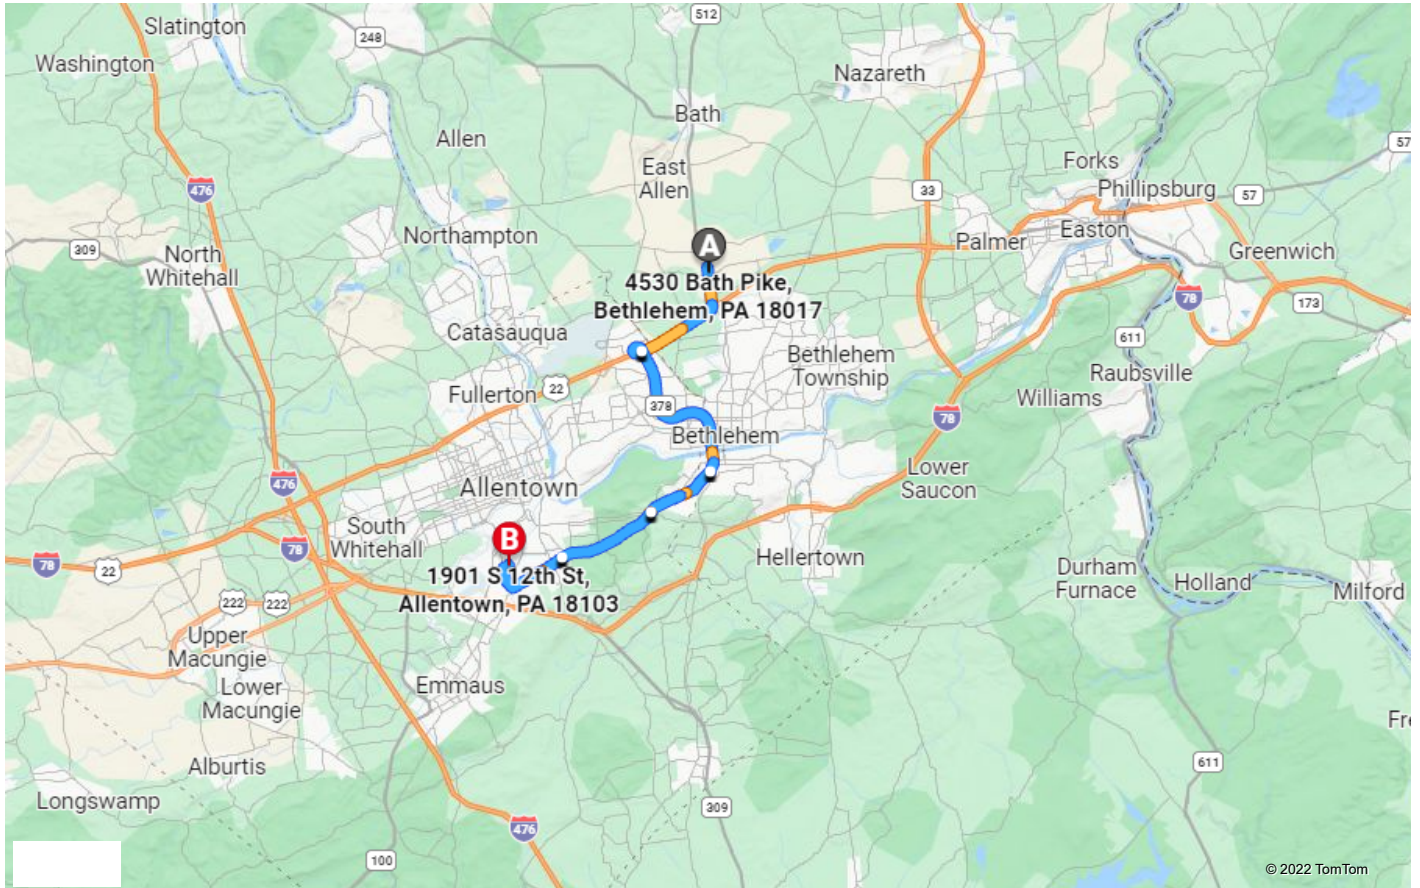 512
Slatington
248
Washington
Nazareth
Bath
Allen
57
East
Allen
Forks
476
33
Phillipsburg
57
Northampton
309
North
Whitehall
Palmer
Easton
Greenwich
A
4530 Bath Pike,
Bethlehem, PA 18017
78
173
Catasauqua
611
Bethlehem
Township
Raubsville
Fullerton
22
Williams
378
78
Bethlehem
Lower
Saucon
476
Allentown
South
Whitehall
B
78
78
22
Hellertown
1901 S 12th St,
Allentown, PA 18103
Durham
Furnace
Holland
Milford
222
222
Upper
Macungie
Lower
Macungie
Emmaus
Alburtis
611
Longswamp
309
476
100
© 2022 TomTom